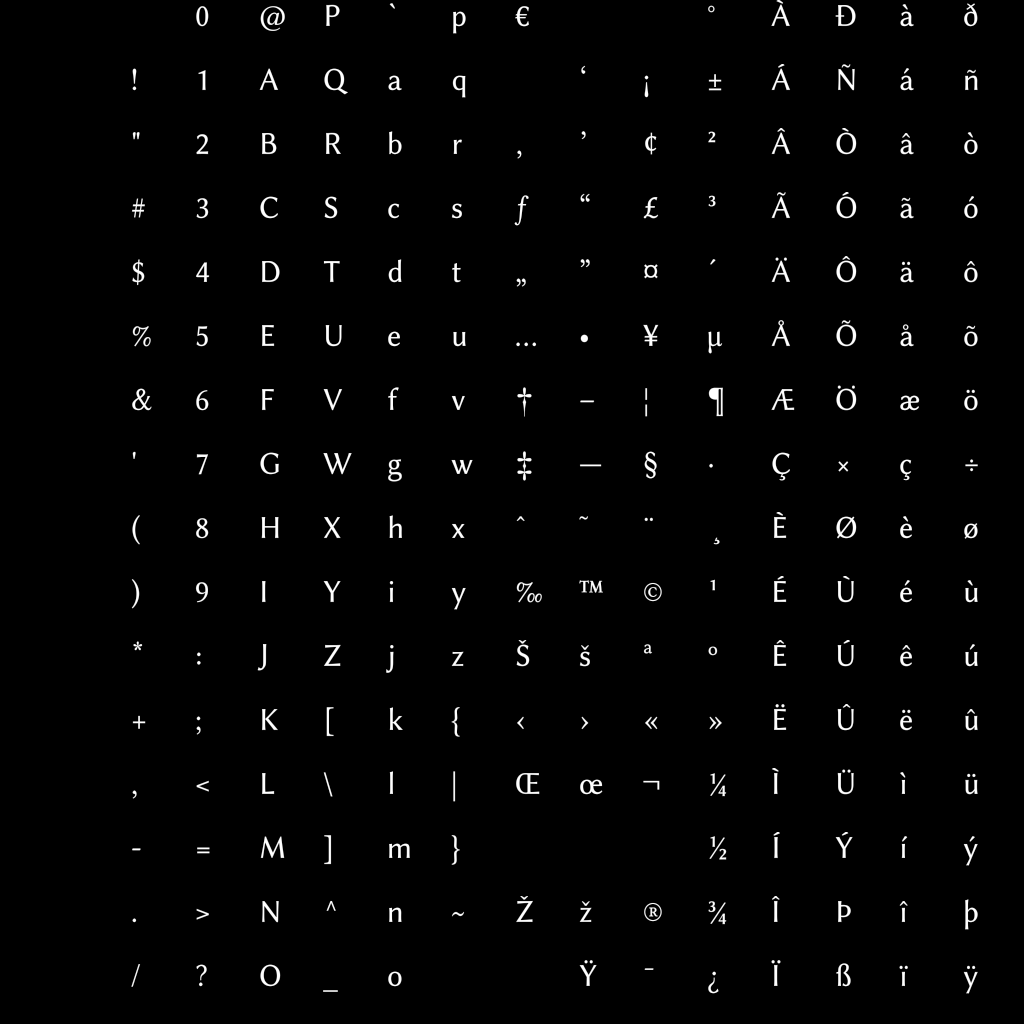 0 @ P ` p € ° À Ð à ð
! 1 A Q a q ‘ ¡ ± Á Ñ á ñ
" 2 B R b r ‚ ’ ¢ ² Â Ò â ò
# 3 C S c s ƒ “ £ ³ Ã Ó ã ó
$ 4 D T d t „ ” ¤ ´ Ä Ô ä ô
% 5 E U e u … • ¥ µ Å Õ å õ
& 6 F V f v † – ¦ ¶ Æ Ö æ ö
' 7 G W g w ‡ — § · Ç × ç ÷
( 8 H X h x ˆ ˜ ¨ ¸ È Ø è ø
) 9 I Y i y ‰ ™ © ¹ É Ù é ù
* : J Z j z Š š ª º Ê Ú ê ú
+ ; K [ k { ‹ › « » Ë Û ë û
, < L \ l | Œ œ ¬ ¼ Ì Ü ì ü
- = M ] m } ½ Í Ý í ý
. > N ^ n ~ Ž ž ® ¾ Î Þ î þ
/ ? O _ o Ÿ ¯ ¿ Ï ß ï ÿ